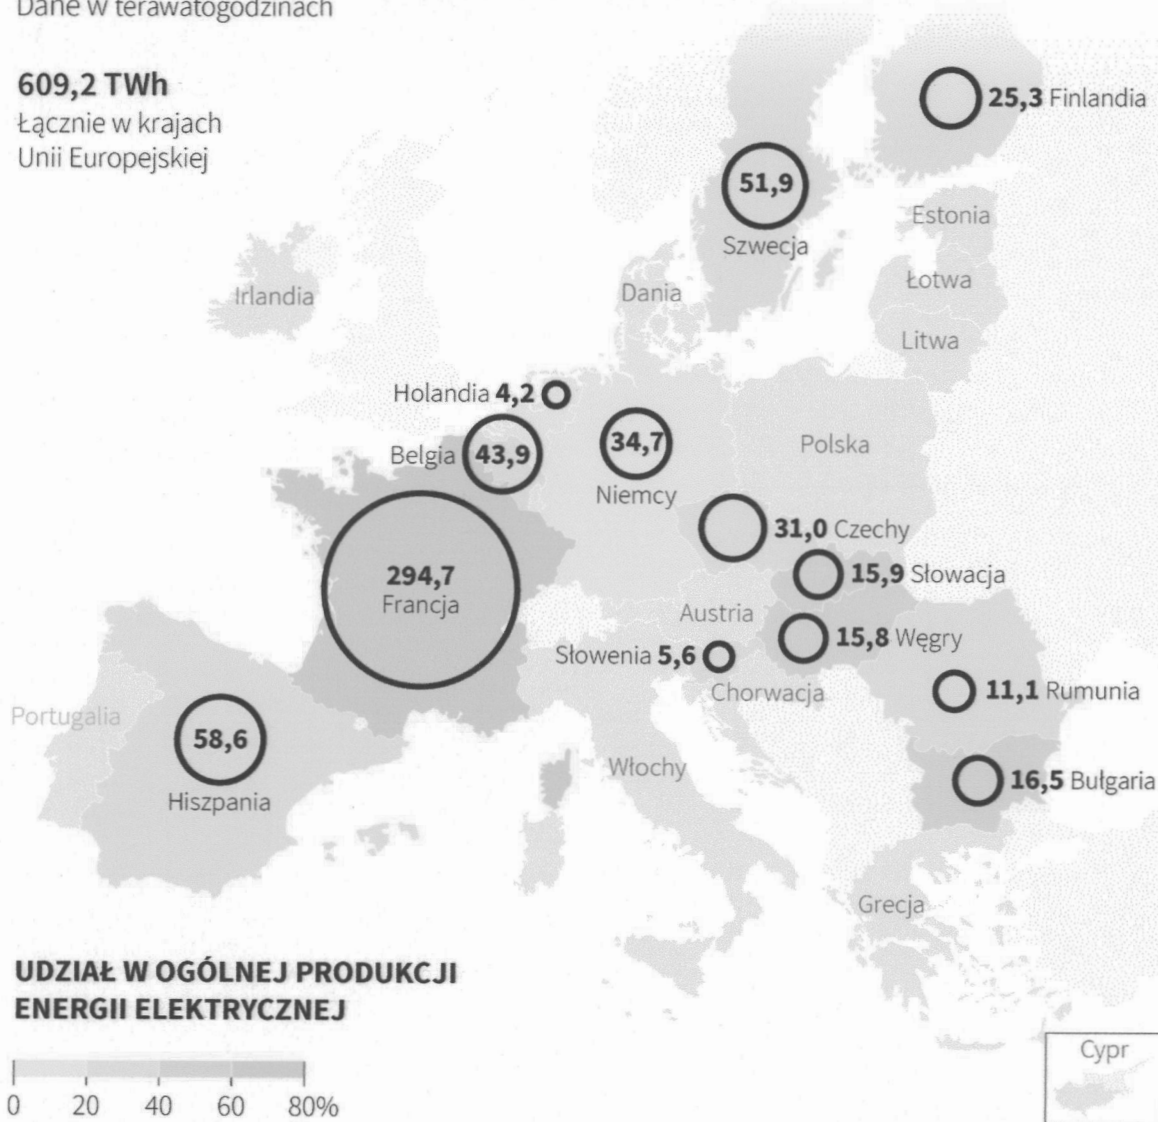 Dane w terawatogodzinach
609,2 TWh
Łącznie w krajach
Unii Europejskiej
25,3 Finlandia
51,9
Szwecja
Estonia
Łotwa
Litwa
Irlandia
Dania
Holandia 4,2
Belgia 43,9
34,7
Niemcy
Polska
31,0 Czechy
15,9 Słowacja
294,7
Francja
Austria
15,8 Węgry
Słowenia 5,6
Chorwacja
11,1 Rumunia
Portugalia
58,6
Hiszpania
Włochy
16,5 Bułgaria
Grecja
UDZIAŁ W OGÓLNEJ PRODUKCJI
ENERGII ELEKTRYCZNEJ
0 20 40 60 80%
Cypr